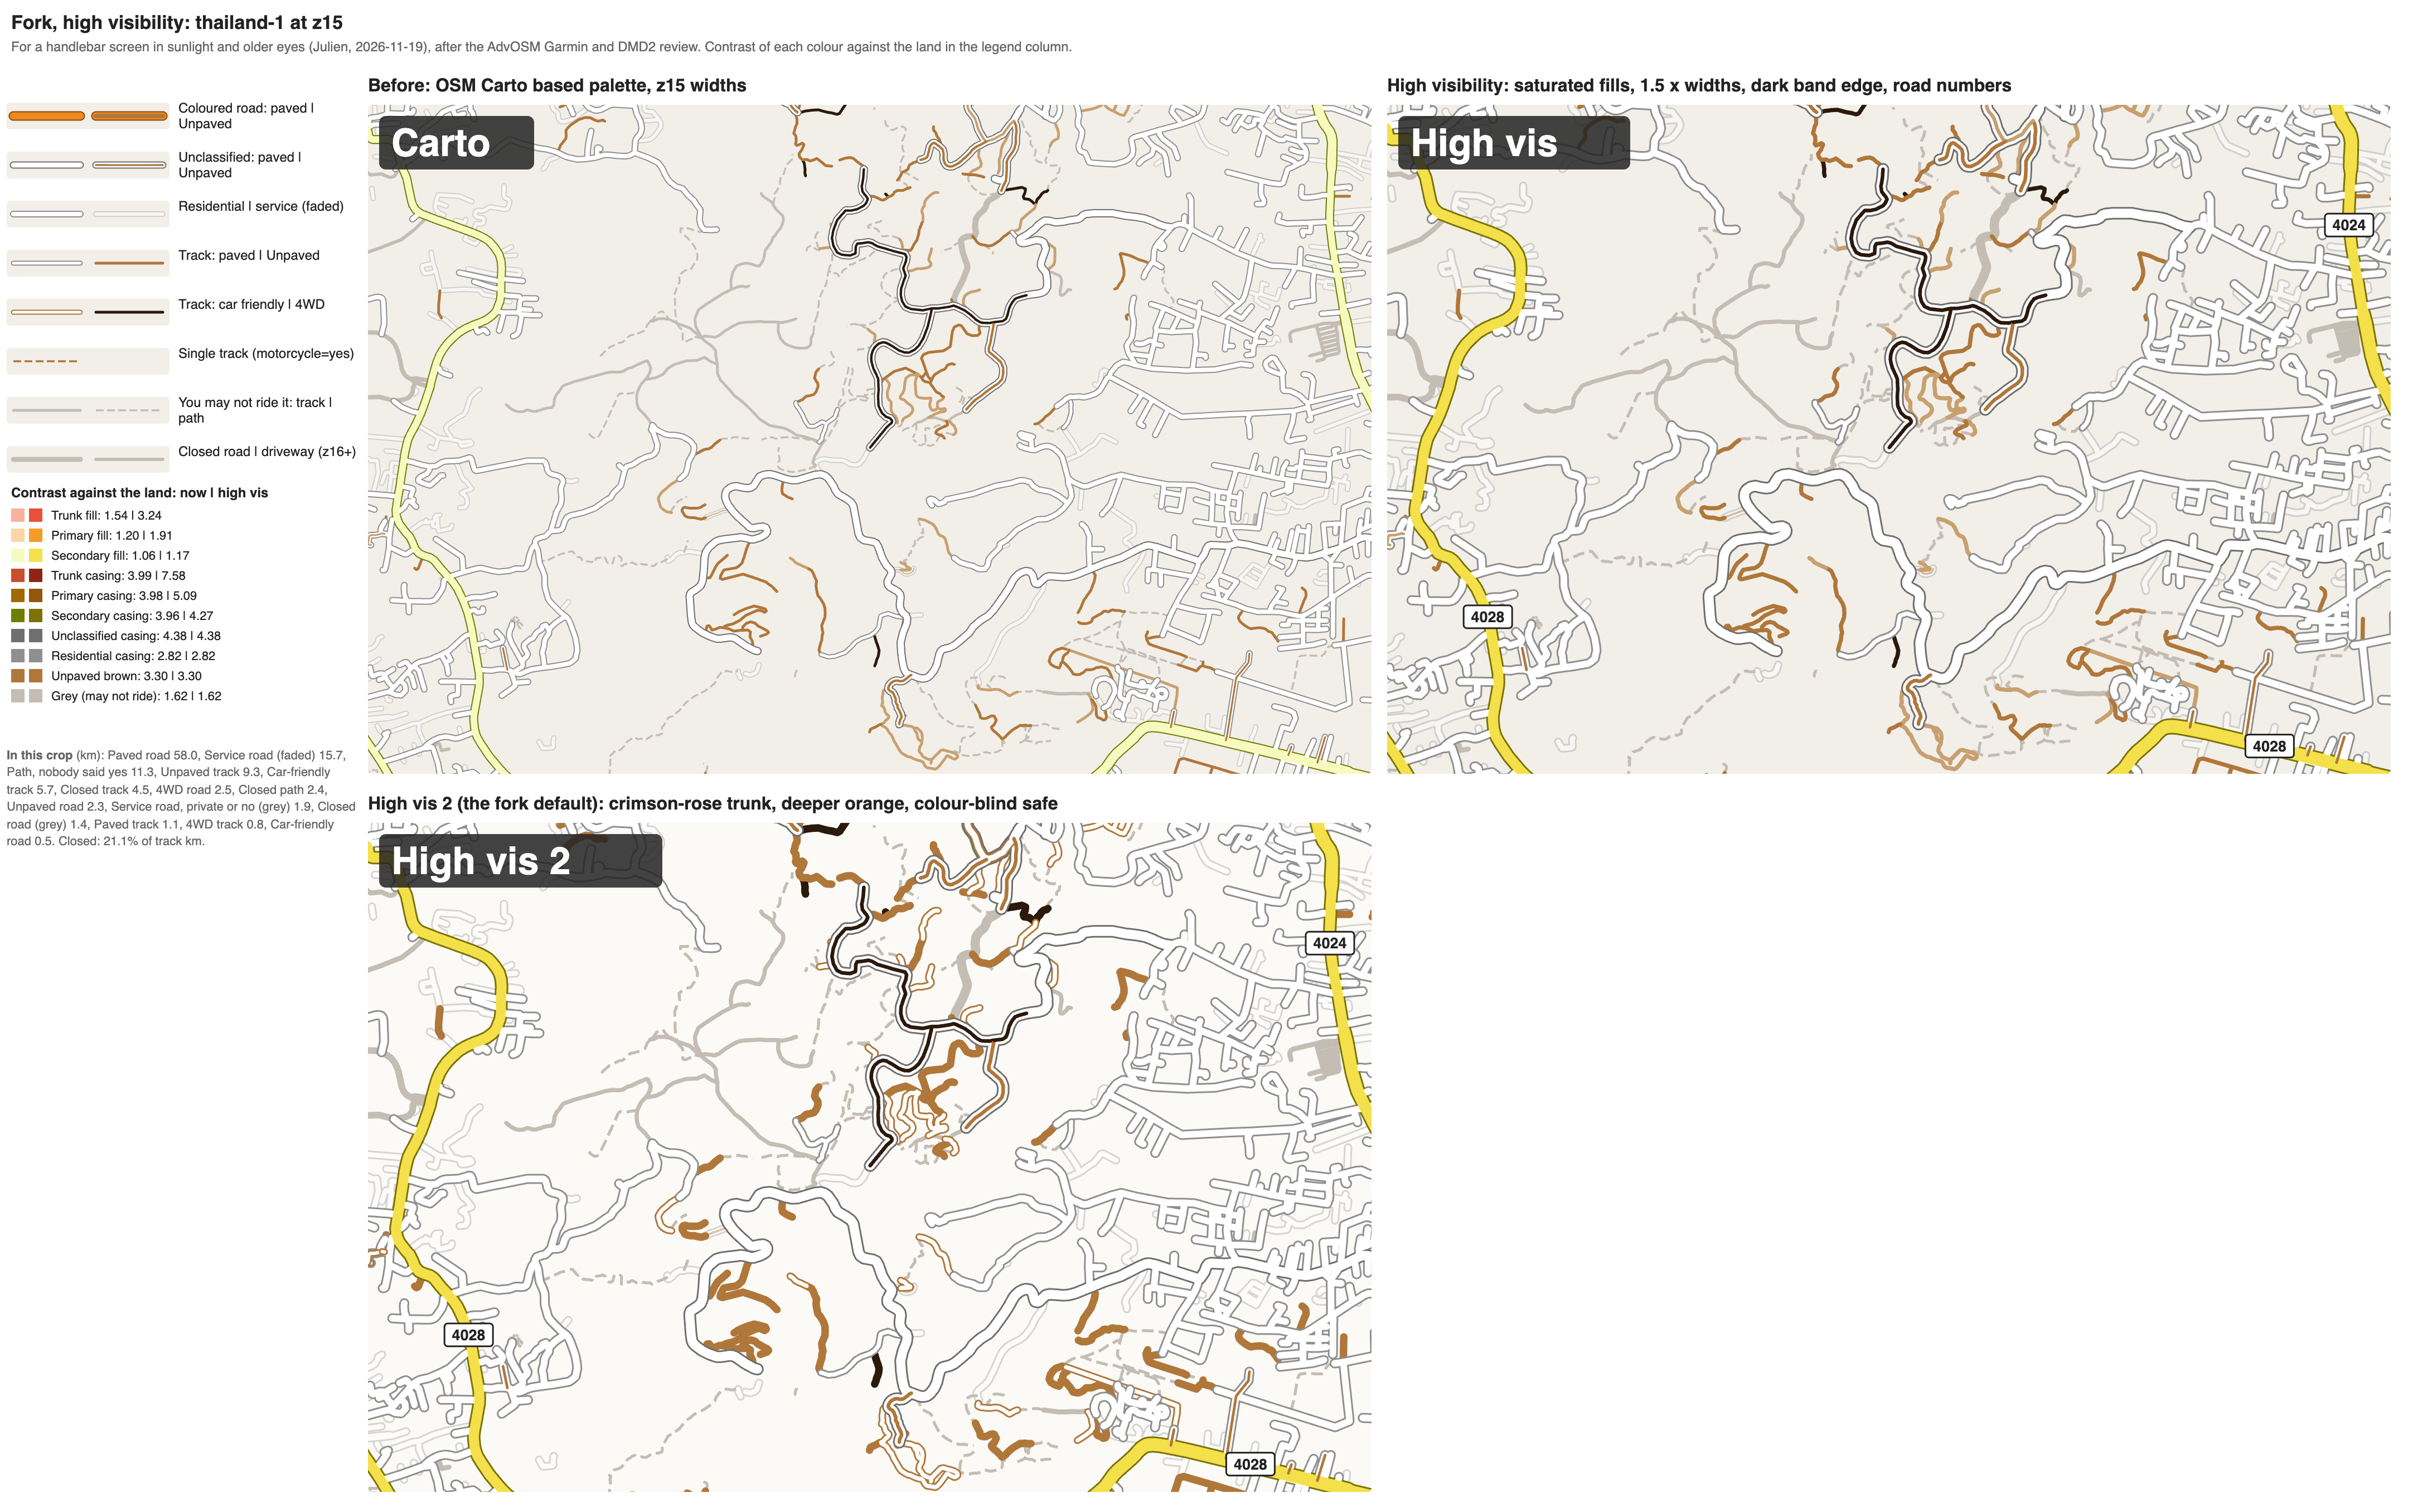 Fork, high visibility: thailand-1 at z15
For a handlebar screen in sunlight and older eyes (Julien, 2026-11-19), after the AdvOSM Garmin and DMD2 review. Contrast of each colour against the land in the legend column.
Coloured road: paved |
Unpaved
Unclassified: paved |
Unpaved
Residential | service (faded)
Track: paved | Unpaved
Track: car friendly | 4WD
Single track (motorcycle=yes)
You may not ride it: track |
path
Closed road | driveway (z16+)
Contrast against the land: now | high vis
Trunk fill: 1.54 | 3.24
Primary fill: 1.20 | 1.91
Secondary fill: 1.06 | 1.17
Trunk casing: 3.99 | 7.58
Primary casing: 3.98 | 5.09
Secondary casing: 3.96 | 4.27
Unclassified casing: 4.38 | 4.38
Residential casing: 2.82 | 2.82
Unpaved brown: 3.30 | 3.30
Grey (may not ride): 1.62 | 1.62
In this crop (km): Paved road 58.0, Service road (faded) 15.7,
Path, nobody said yes 11.3, Unpaved track 9.3, Car-friendly
track 5.7, Closed track 4.5, 4WD road 2.5, Closed path 2.4,
Unpaved road 2.3, Service road, private or no (grey) 1.9, Closed
road (grey) 1.4, Paved track 1.1, 4WD track 0.8, Car-friendly
road 0.5. Closed: 21.1% of track km.
Before: OSM Carto based palette, z15 widths
Carto
High visibility: saturated fills, 1.5 x widths, dark band edge, road numbers
High vis
4024
4028
4028
High vis 2 (the fork default): crimson-rose trunk, deeper orange, colour-blind safe
High vis 2
4024
4028
4028